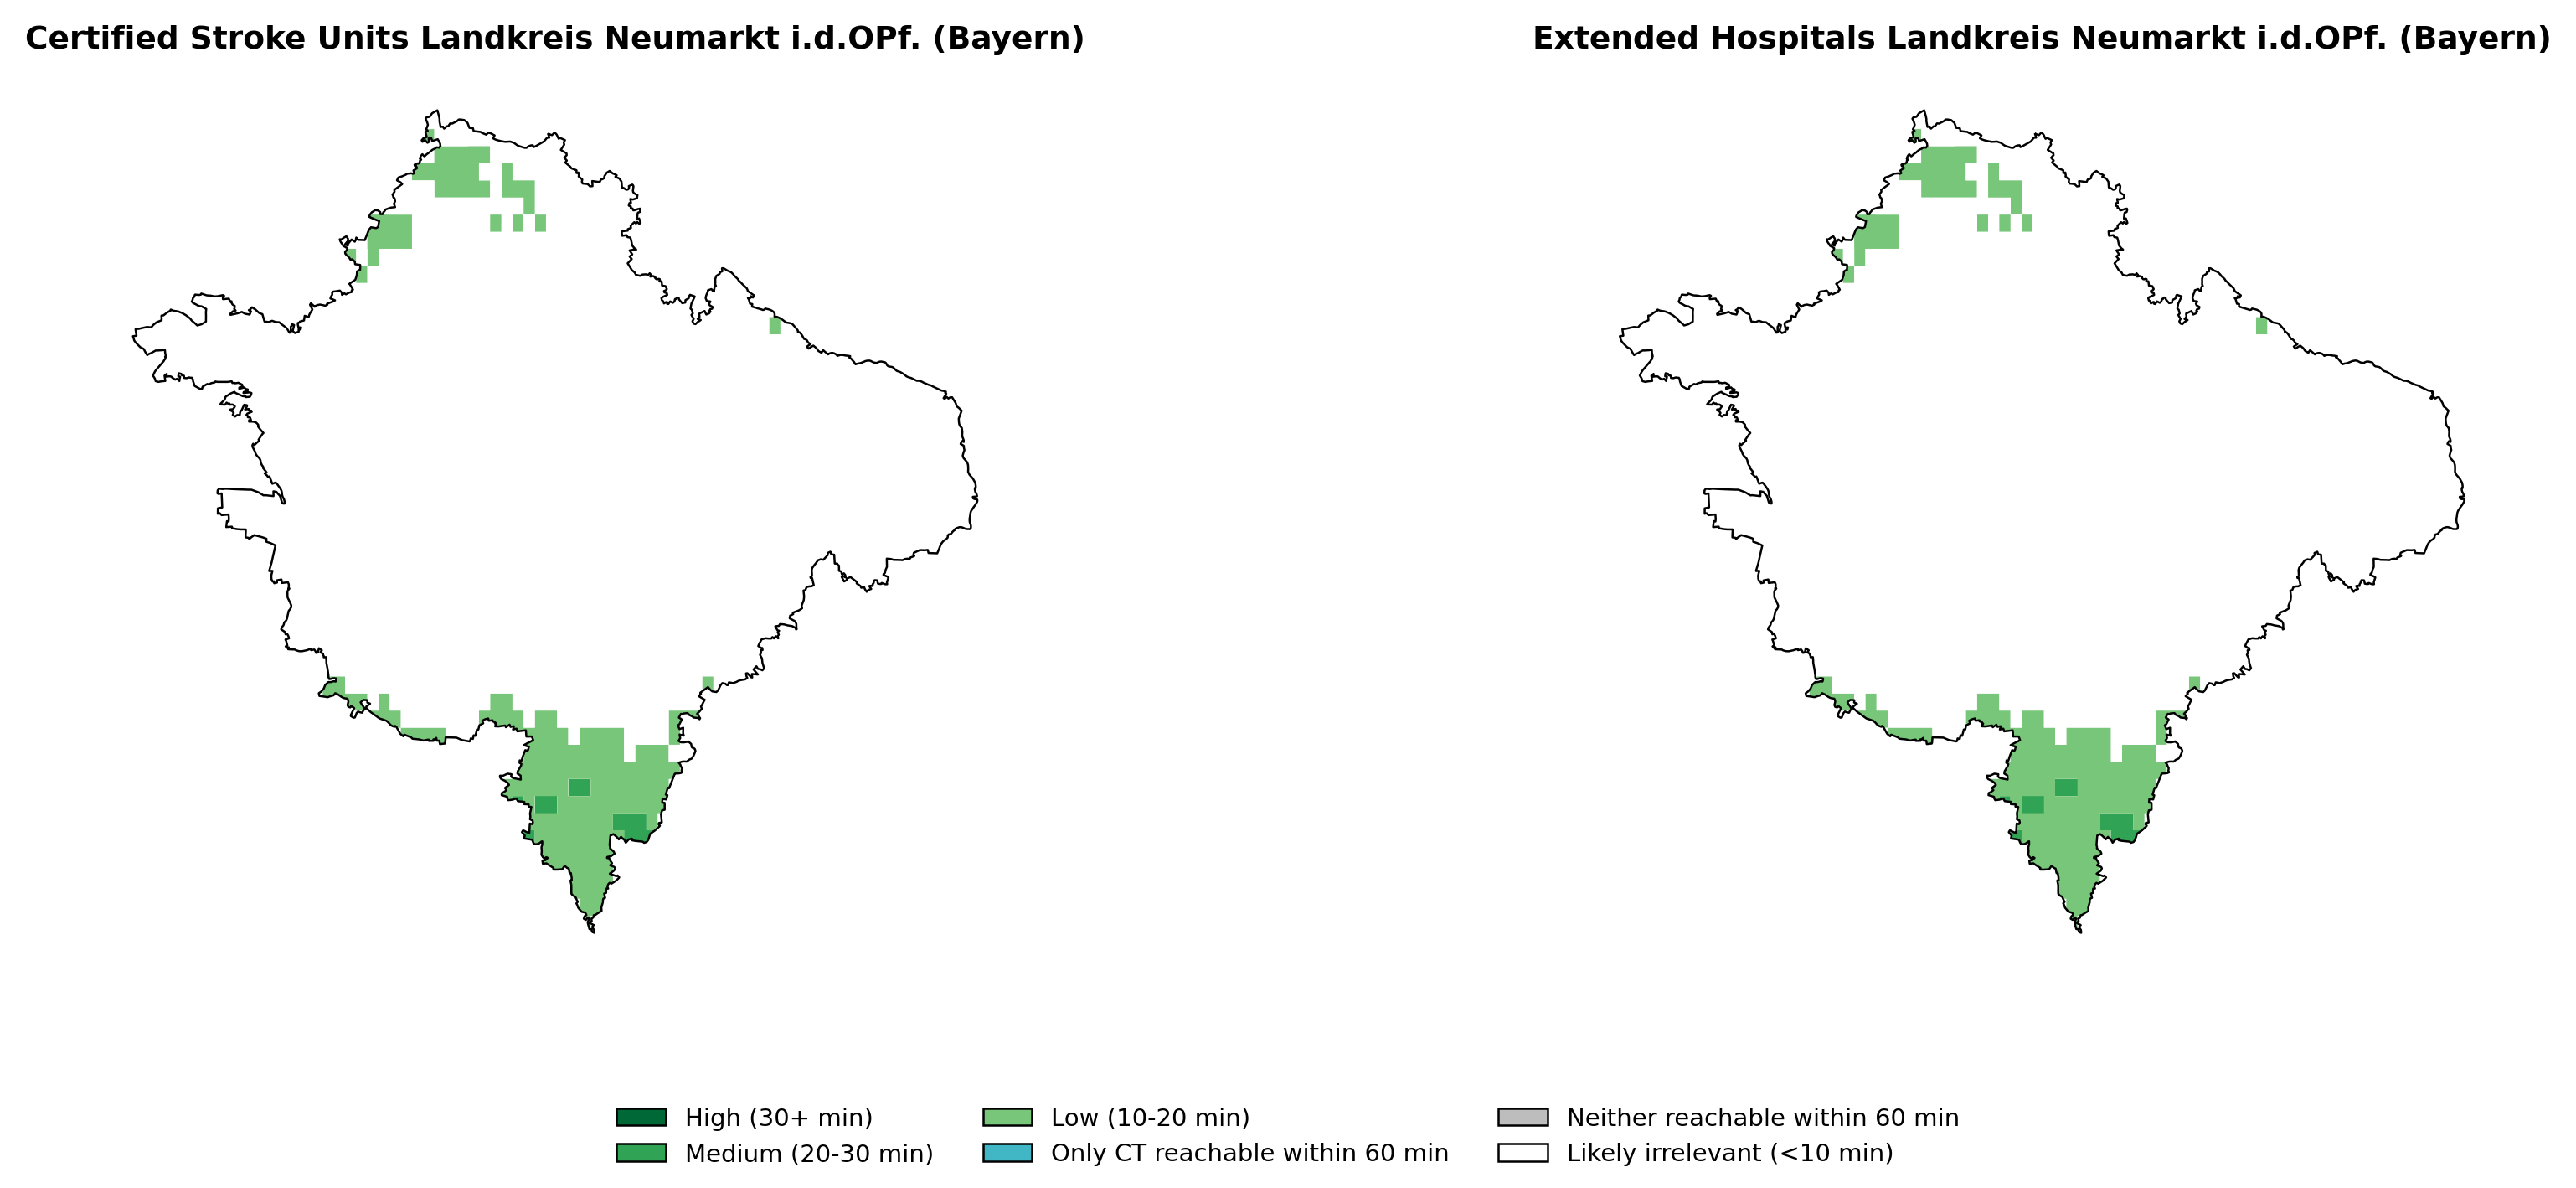 Certified Stroke Units Landkreis Neumarkt i.d.OPf. (Bayern)
Extended Hospitals Landkreis Neumarkt i.d.OPf. (Bayern)
High (30+ min)
Medium (20-30 min)
Low (10-20 min)
Only CT reachable within 60 min
Neither reachable within 60 min
Likely irrelevant (<10 min)